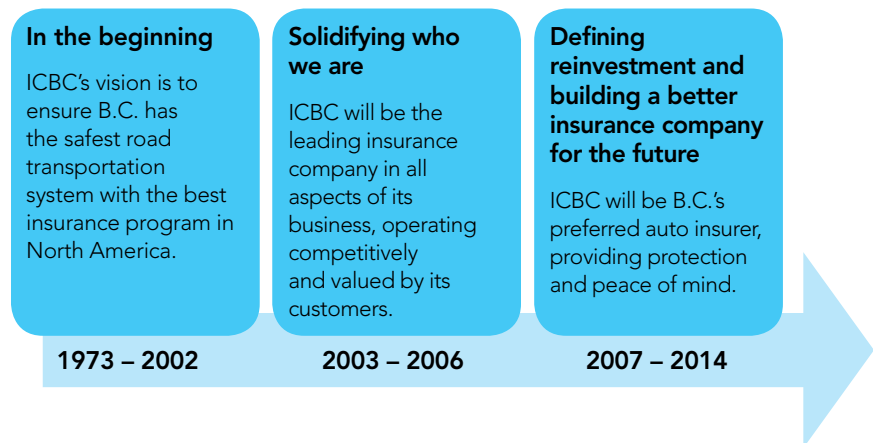 In the beginning
ICBC’s vision is to
ensure B.C. has
the safest road
transportation
system with the best
insurance program in
North America.
1973 – 2002
Solidifying who
we are
ICBC will be the
leading insurance
company in all
aspects of its
business, operating
competitively
and valued by its
customers.
2003 – 2006
Defining
reinvestment and
building a better
insurance company
for the future
ICBC will be B.C.’s
preferred auto insurer,
providing protection
and peace of mind.
2007 – 2014